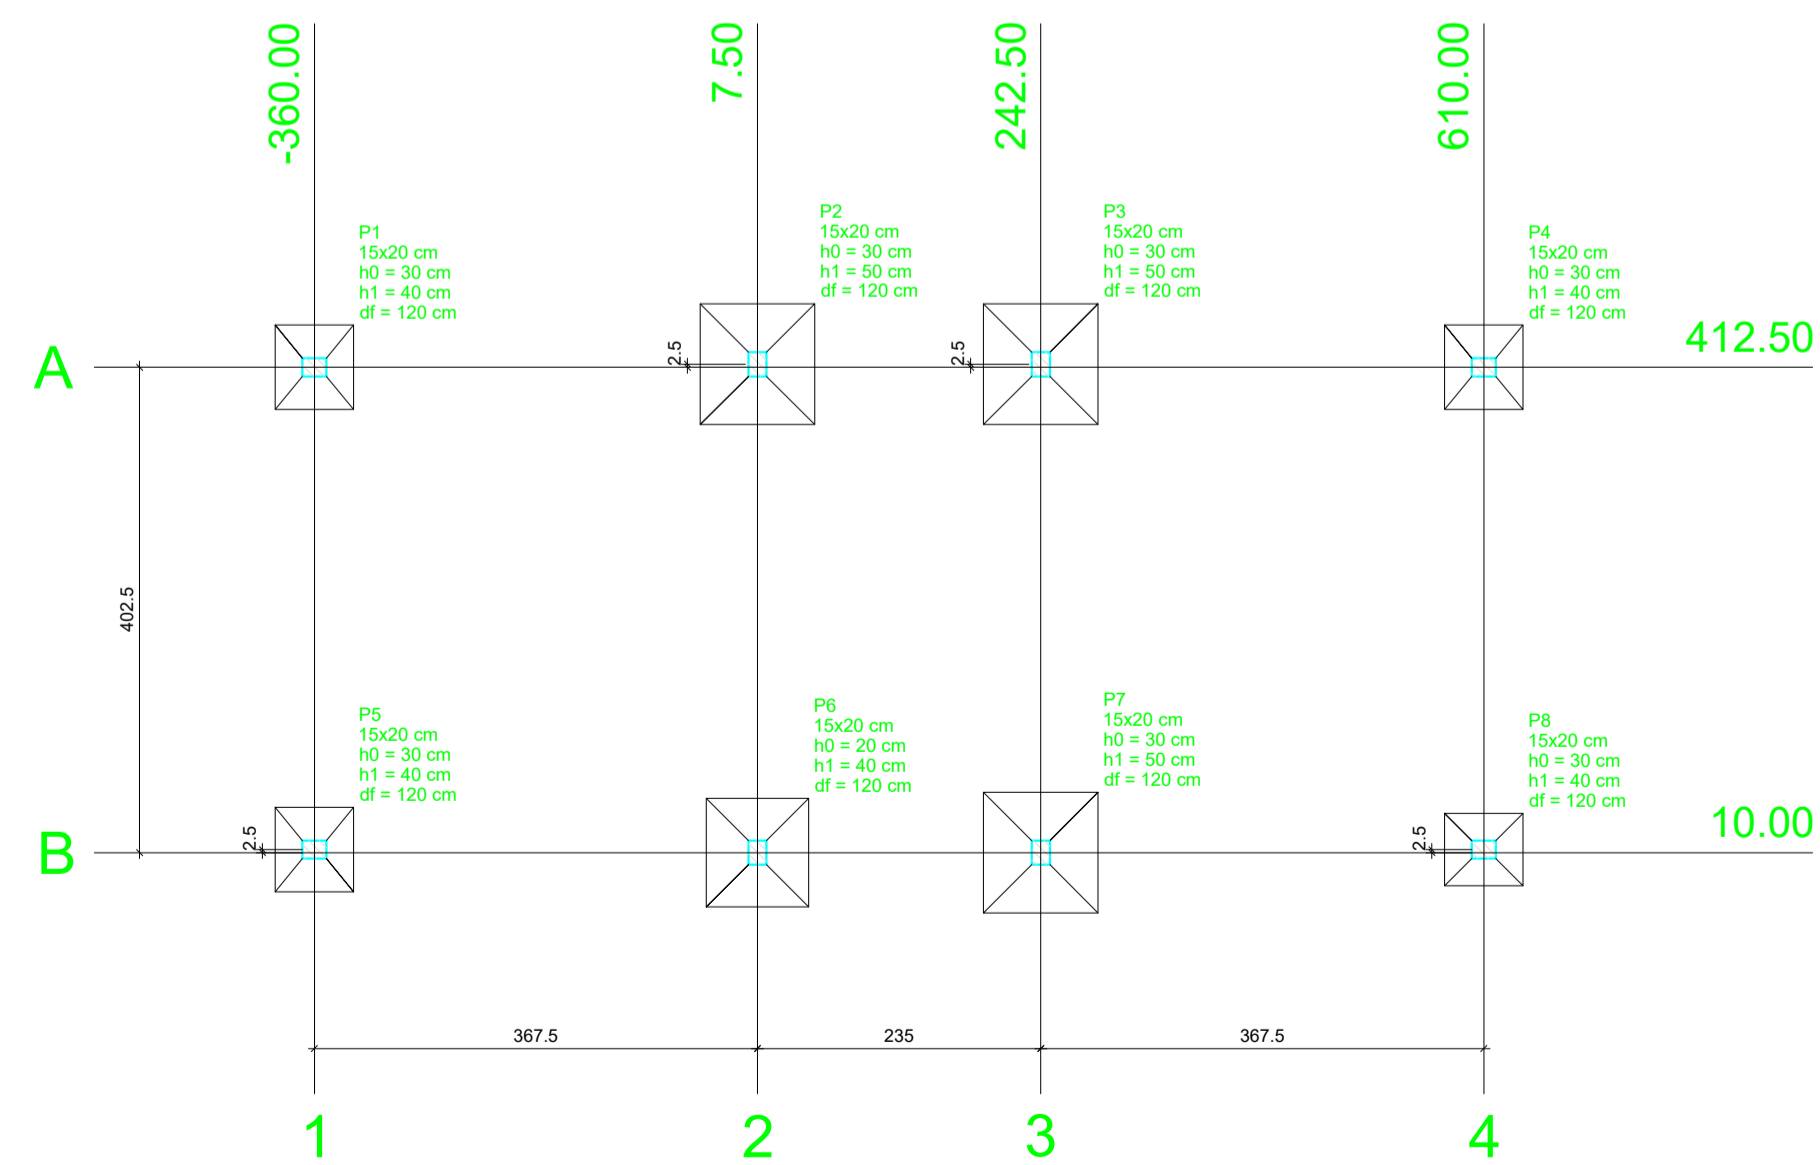 -360.00
7.50
242.50
610.00
P1
15x20 cm
h0 = 30 cm
h1 = 40 cm
df = 120 cm
P2
15x20 cm
h0 = 30 cm
h1 = 50 cm
df = 120 cm
P3
15x20 cm
h0 = 30 cm
h1 = 50 cm
df = 120 cm
P4
15x20 cm
h0 = 30 cm
h1 = 40 cm
df = 120 cm
A
2.5
2.5
412.50
402.5
P5
15x20 cm
h0 = 30 cm
h1 = 40 cm
df = 120 cm
P6
15x20 cm
h0 = 20 cm
h1 = 40 cm
df = 120 cm
P7
15x20 cm
h0 = 30 cm
h1 = 50 cm
df = 120 cm
P8
15x20 cm
h0 = 30 cm
h1 = 40 cm
df = 120 cm
B
2.5
2.5
10.00
367.5
235
367.5
1
2
3
4